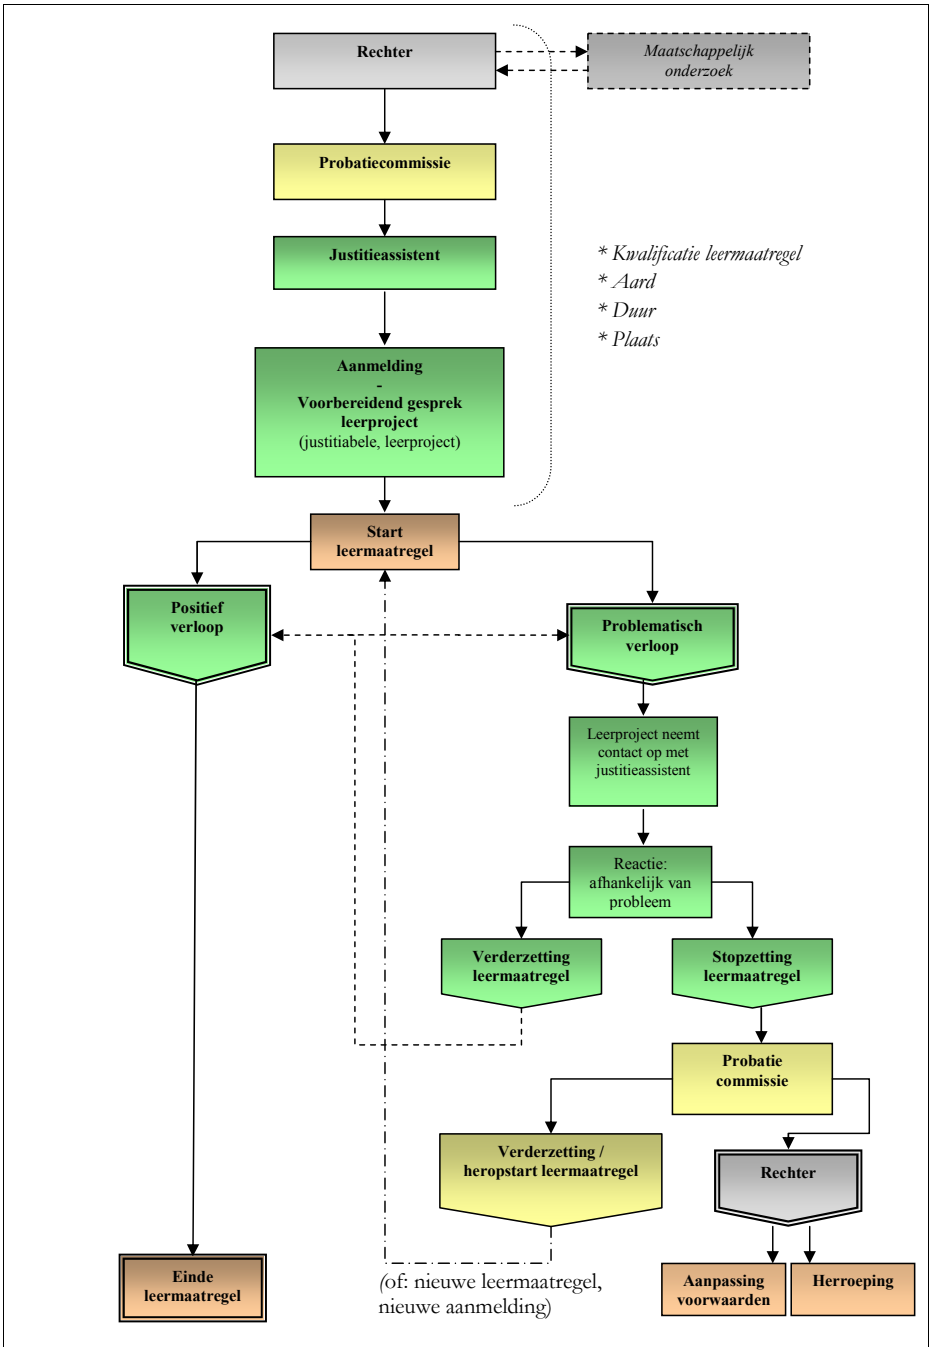 Rechter
Maatschappelijk
onderzoek
Probatiecommissie
Justitieassistent
* Kwalificatie leermaatregel
* Aard
* Duur
* Plaats
Aanmelding
-
Voorbereidend gesprek
leerproject
(justitiabele, leerproject)
Start
leermaatregel
Positief
verloop
Problematisch
verloop
Leerproject neemt
contact op met
justitieassistent
Reactie:
afhankelijk van
probleem
Verderzetting
leermaatregel
Stopzetting
leermaatregel
Probatie
commissie
Verderzetting /
heropstart leermaatregel
Rechter
Einde
leermaatregel
(of: nieuwe leermaatregel,
nieuwe aanmelding)
Aanpassing
voorwaarden
Herroeping